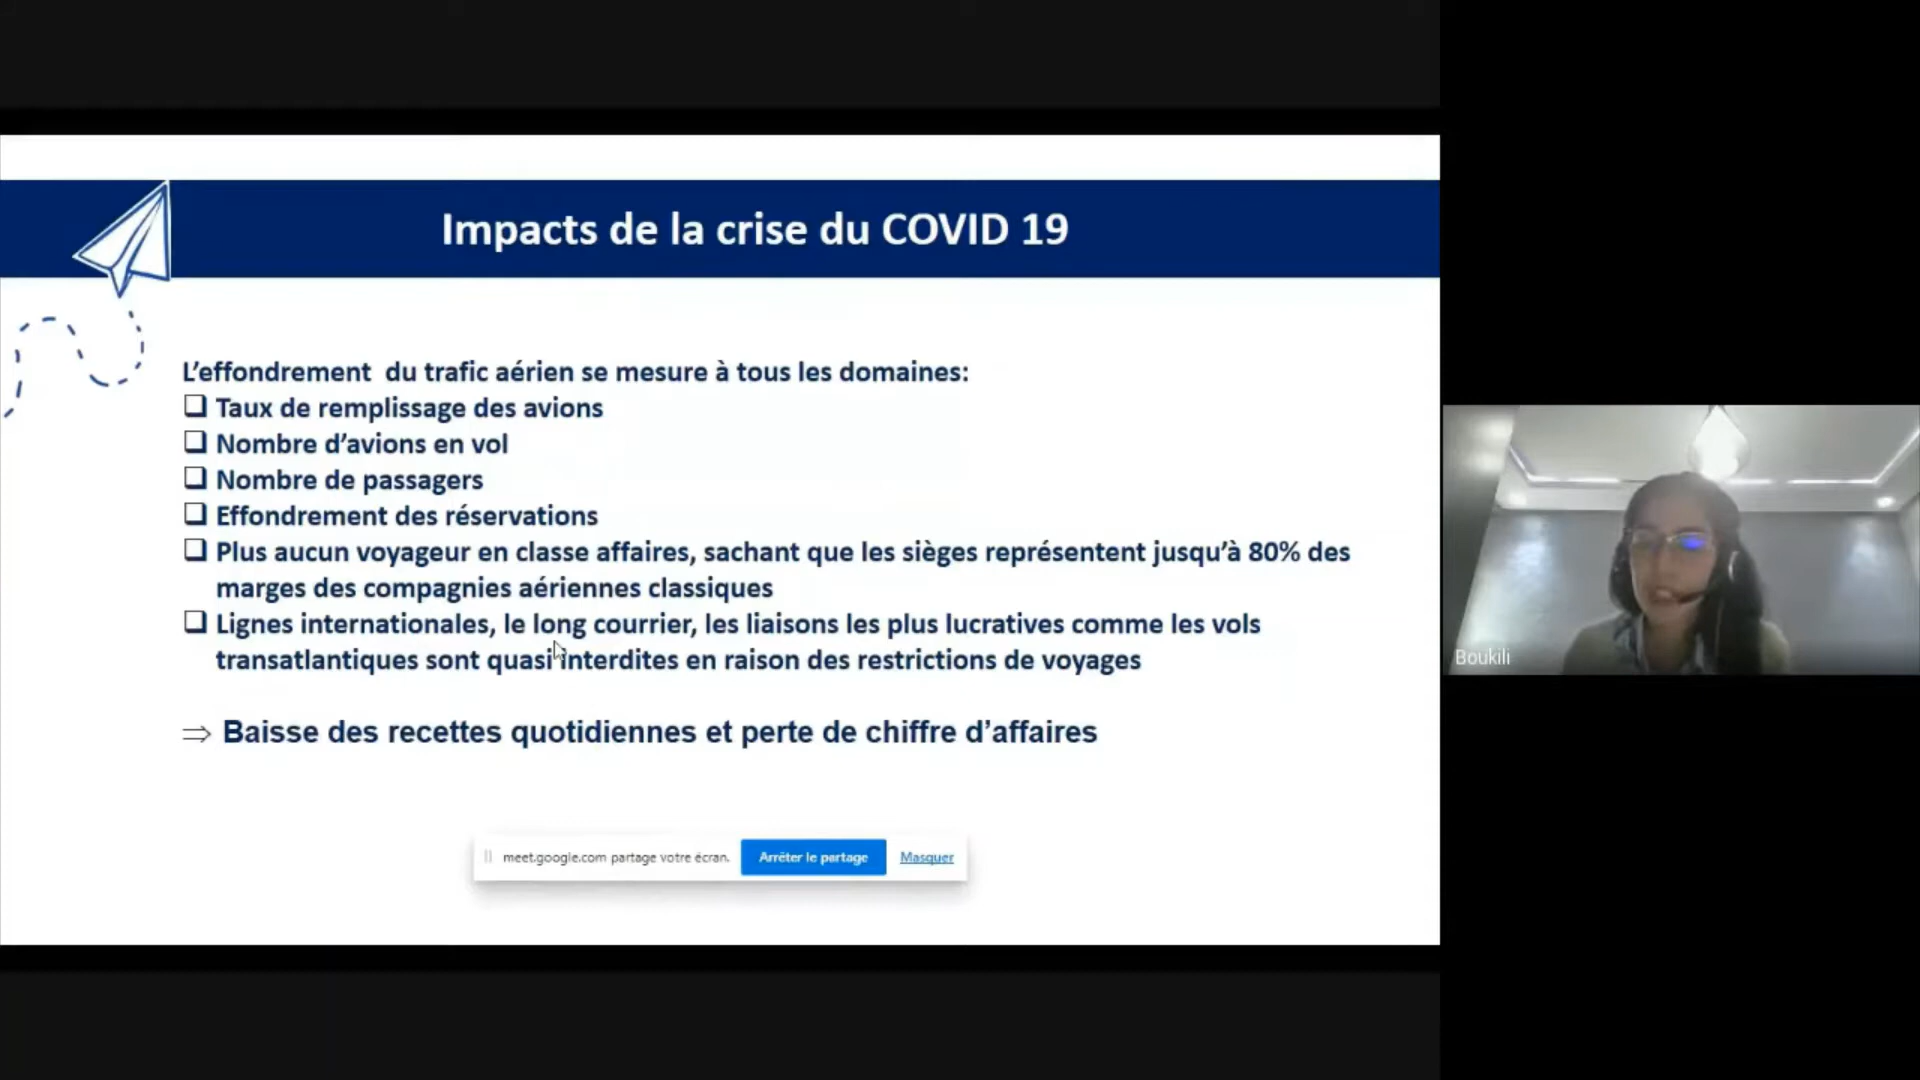 Impacts de la crise du COVID 19
L’effondrement  du trafic aérien se mesure à tous les domaines:
❑ Taux de remplissage des avions
❑ Nombre d’avions en vol
❑ Nombre de passagers
❑ Effondrement des réservations
❑ Plus aucun voyageur en classe affaires, sachant que les sièges représentent jusqu’à 80% des
marges des compagnies aériennes classiques
❑ Lignes internationales, le long courrier, les liaisons les plus lucratives comme les vols
transatlantiques sont quasi interdites en raison des restrictions de voyages
⇒ Baisse des recettes quotidiennes et perte de chiffre d’affaires
meet.google.com partage votre écran. Arrêter le partage Masquer
Boukili